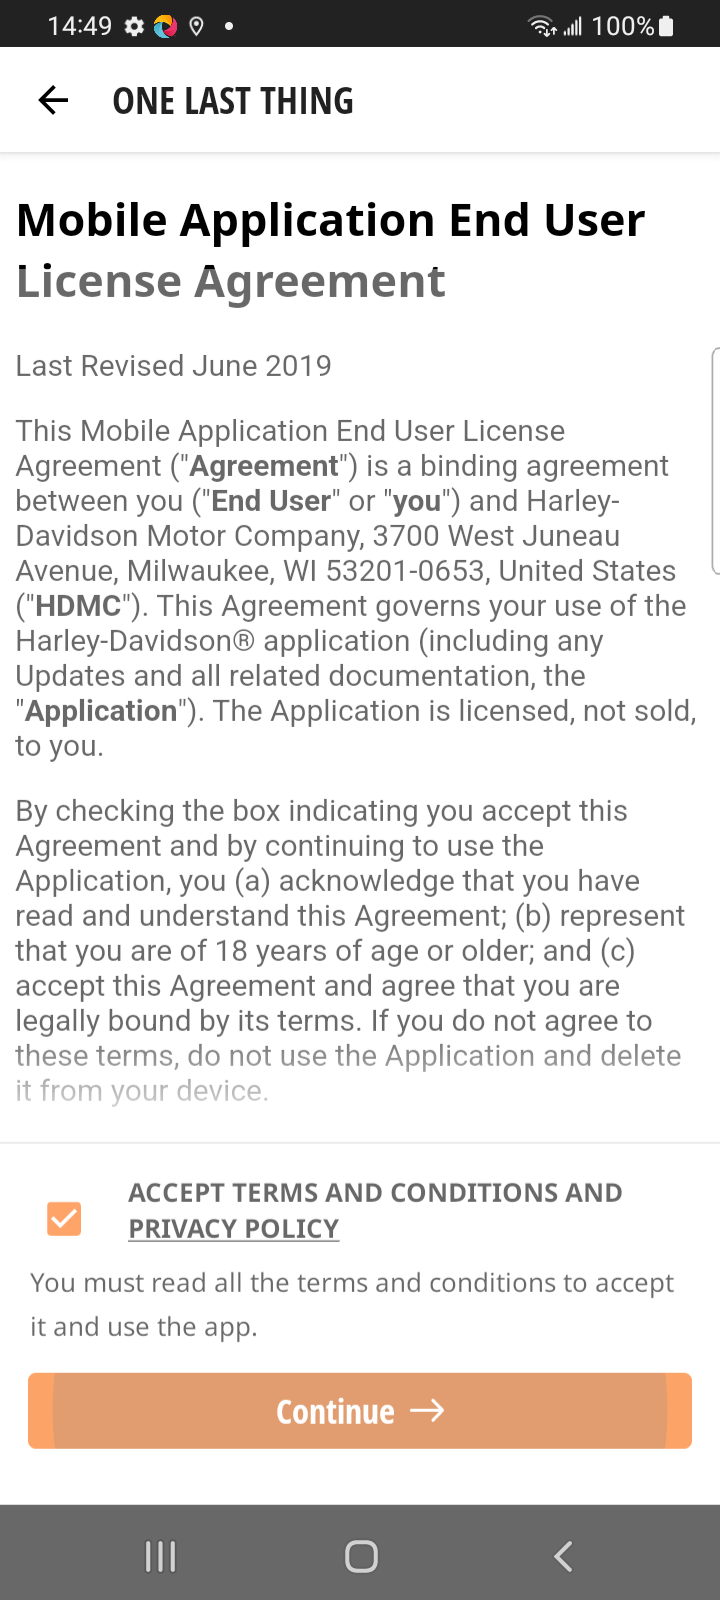 14:49
100%
ONE LAST THING
Mobile Application End User
License Agreement
Last Revised June 2019
This Mobile Application End User License
Agreement ("Agreement") is a binding agreement
between you ("End User" or "you") and Harley-
Davidson Motor Company, 3700 West Juneau
Avenue, Milwaukee, WI 53201-0653, United States
("HDMC"). This Agreement governs your use of the
Harley-Davidson® application (including any
Updates and all related documentation, the
"Application"). The Application is licensed, not sold,
to you.
By checking the box indicating you accept this
Agreement and by continuing to use the
Application, you (a) acknowledge that you have
read and understand this Agreement; (b) represent
that you are of 18 years of age or older; and (c)
accept this Agreement and agree that you are
legally bound by its terms. If you do not agree to
these terms, do not use the Application and delete
it from your device.
ACCEPT TERMS AND CONDITIONS AND
PRIVACY POLICY
You must read all the terms and conditions to accept
it and use the app.
Continue